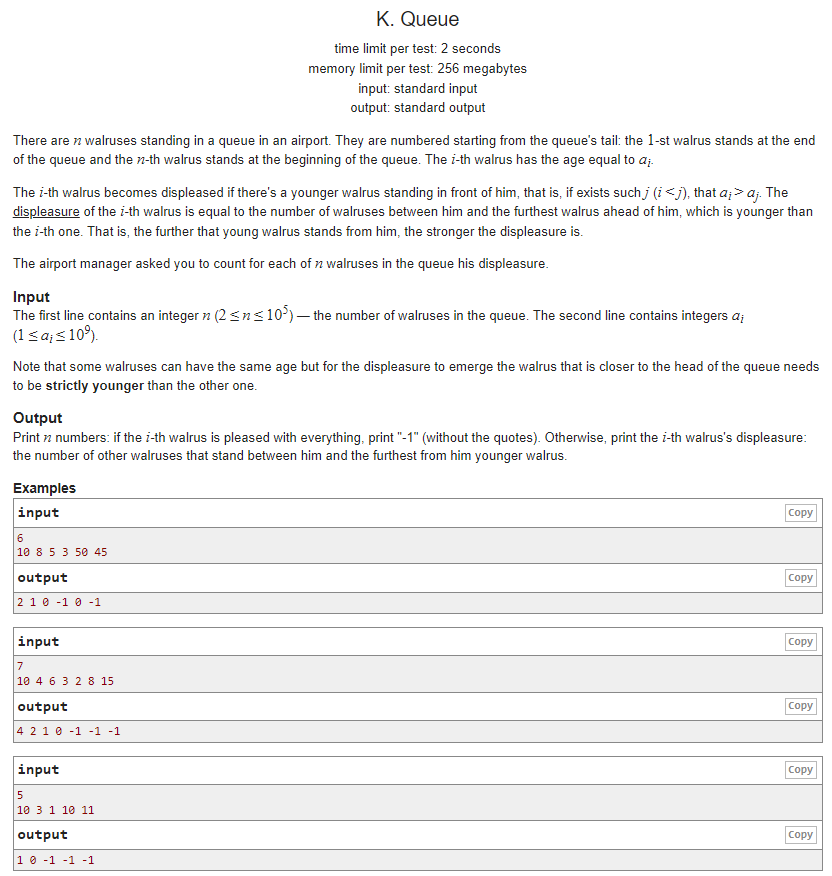 K. Queue
time limit per test: 2 seconds
memory limit per test: 256 megabytes
input: standard input
output: standard output
There are n walruses standing in a queue in an airport. They are numbered starting from the queue's tail: the 1-st walrus stands at the end
of the queue and the n-th walrus stands at the beginning of the queue. The i-th walrus has the age equal to aᵢ.
The i-th walrus becomes displeased if there's a younger walrus standing in front of him, that is, if exists such j (i < j), that aᵢ > aⱼ. The
displeasure of the i-th walrus is equal to the number of walruses between him and the furthest walrus ahead of him, which is younger than
the i-th one. That is, the further that young walrus stands from him, the stronger the displeasure is.
The airport manager asked you to count for each of n walruses in the queue his displeasure.
Input
The first line contains an integer n (2 ≤ n ≤ 10⁵) — the number of walruses in the queue. The second line contains integers aᵢ
(1 ≤ aᵢ ≤ 10⁹).
Note that some walruses can have the same age but for the displeasure to emerge the walrus that is closer to the head of the queue needs
to be strictly younger than the other one.
Output
Print n numbers: if the i-th walrus is pleased with everything, print "-1" (without the quotes). Otherwise, print the i-th walrus's displeasure:
the number of other walruses that stand between him and the furthest from him younger walrus.
Examples
input Copy
6
10 8 5 3 50 45
output Copy
2 1 0 -1 0 -1
input Copy
7
10 4 6 3 2 8 15
output Copy
4 2 1 0 -1 -1 -1
input Copy
5
10 3 1 10 11
output Copy
1 0 -1 -1 -1